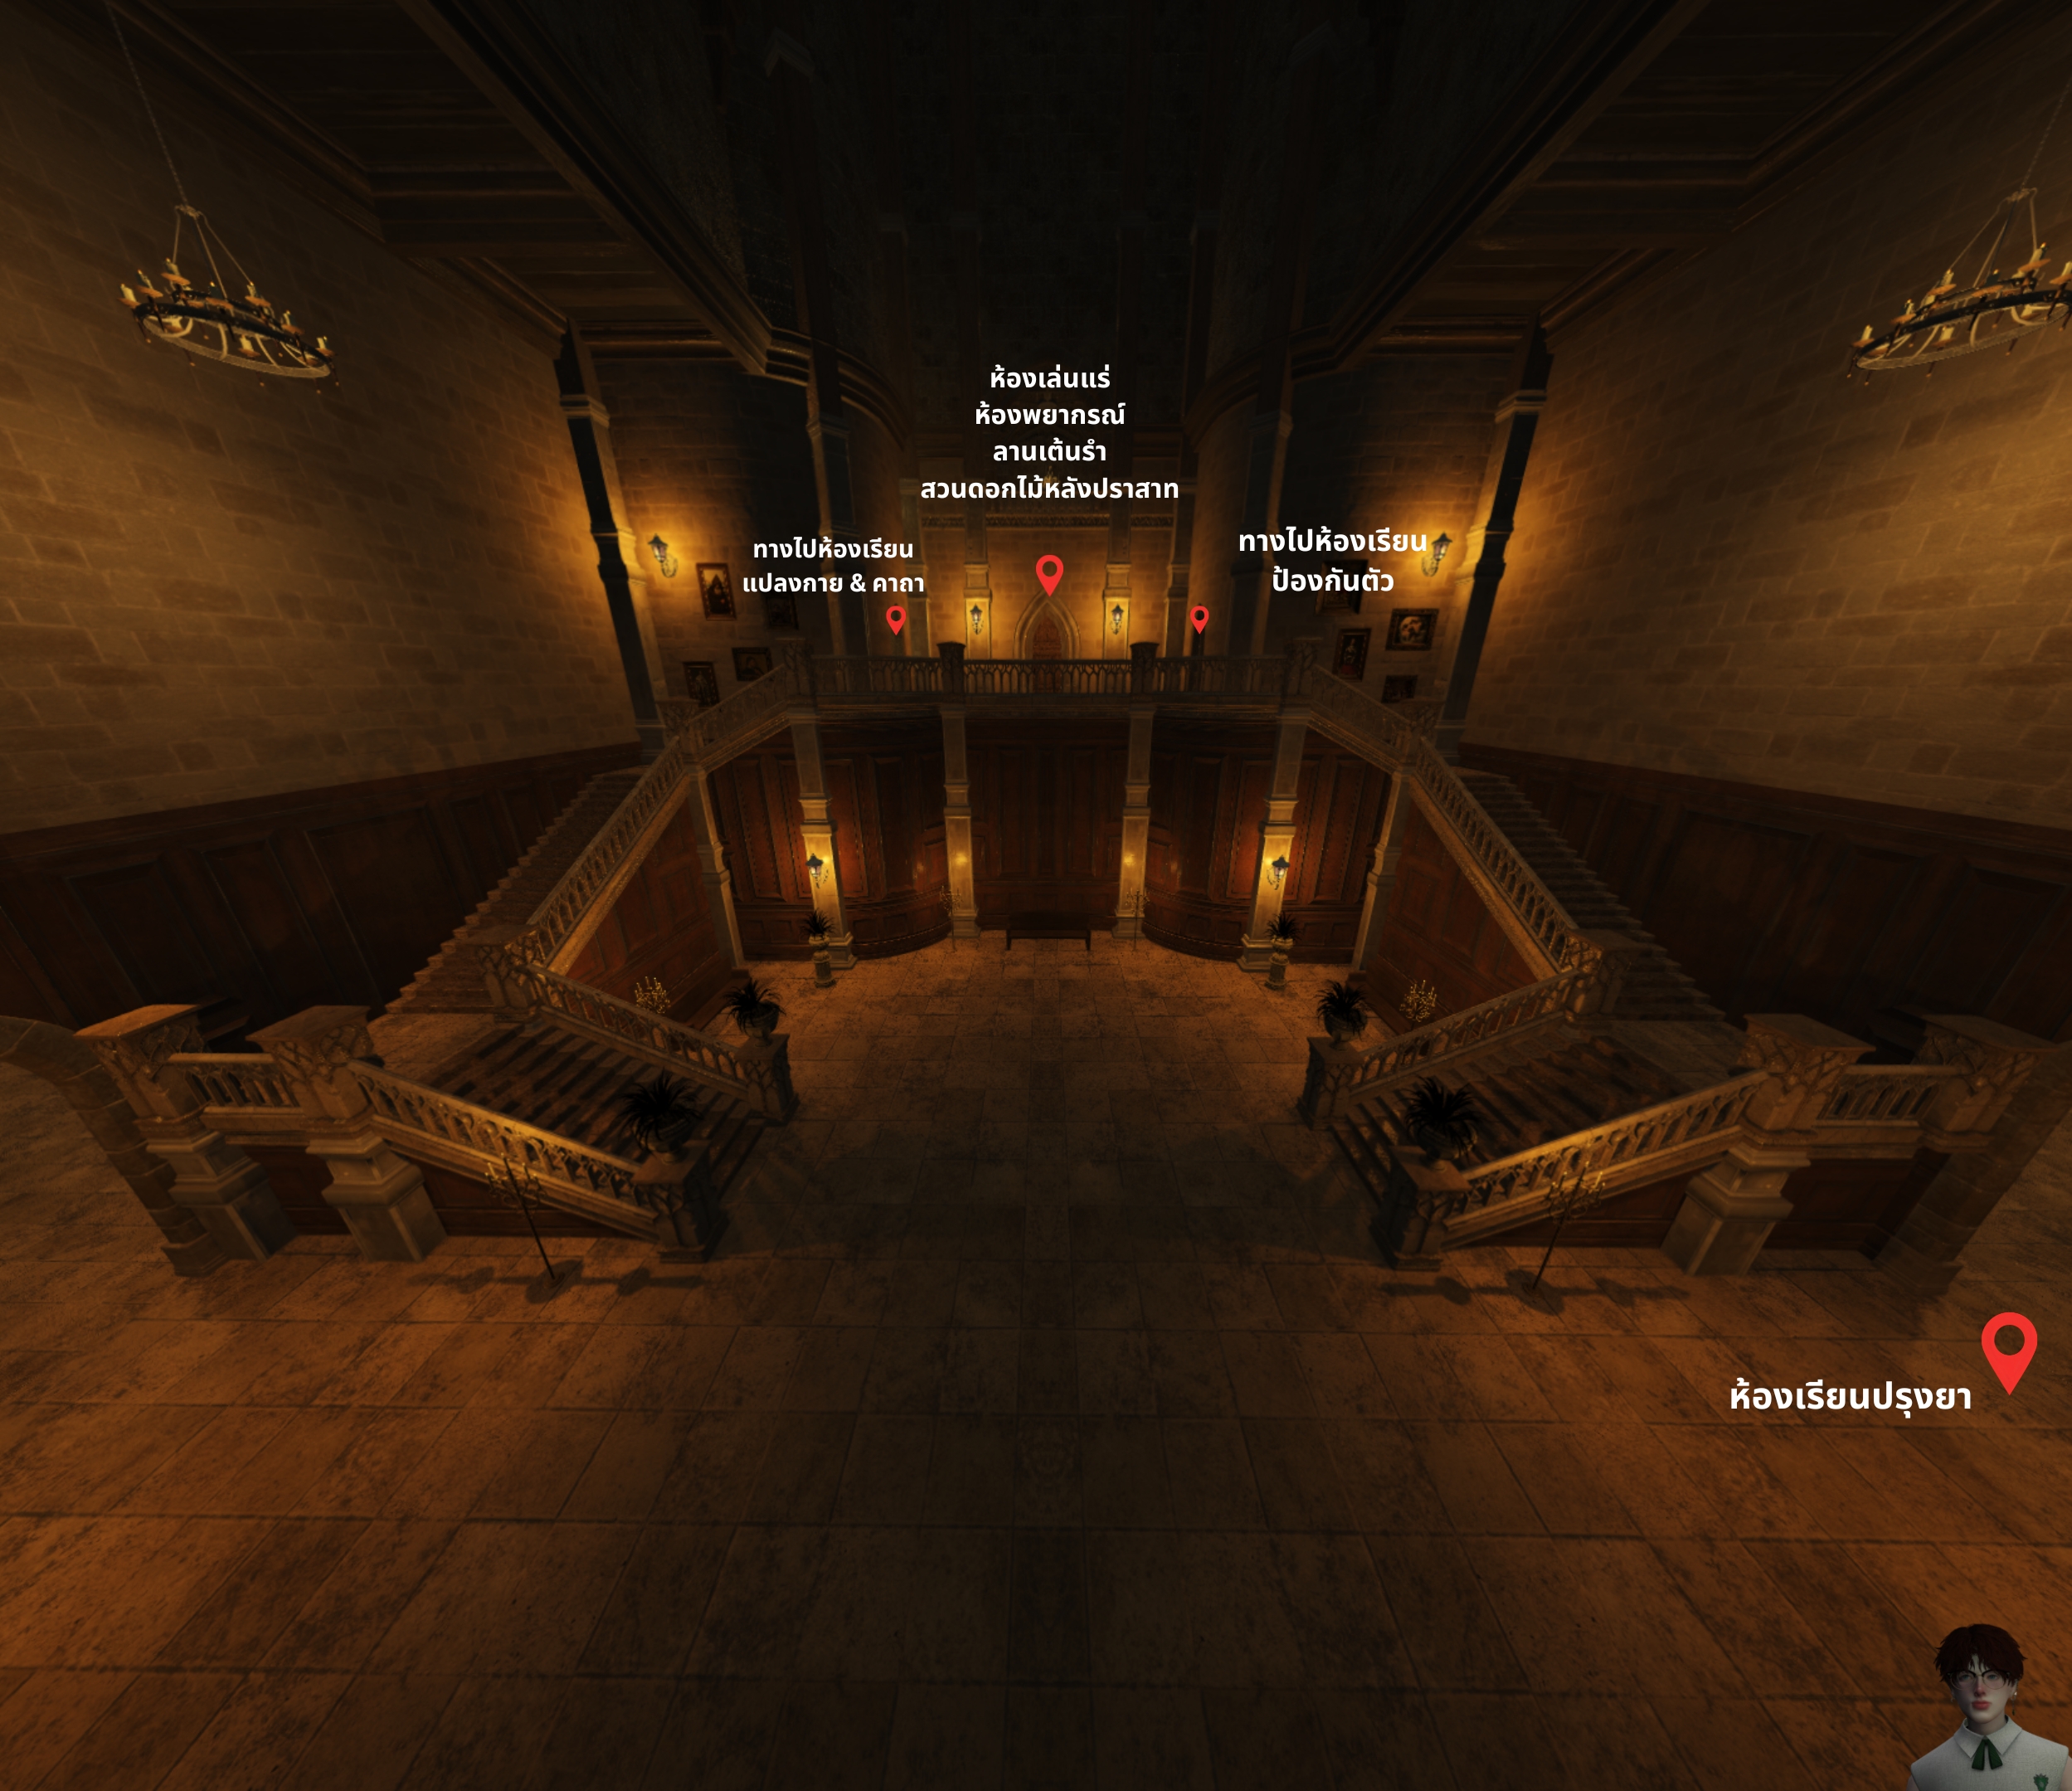 ห้องเล่นแร่
ห้องพยากรณ์
ลานเต้นรำ
สวนดอกไม้หลังปราสาท
ทางไปห้องเรียน
แปลงกาย & คาถา
ทางไปห้องเรียน
ป้องกันตัว
ห้องเรียนปรุงยา